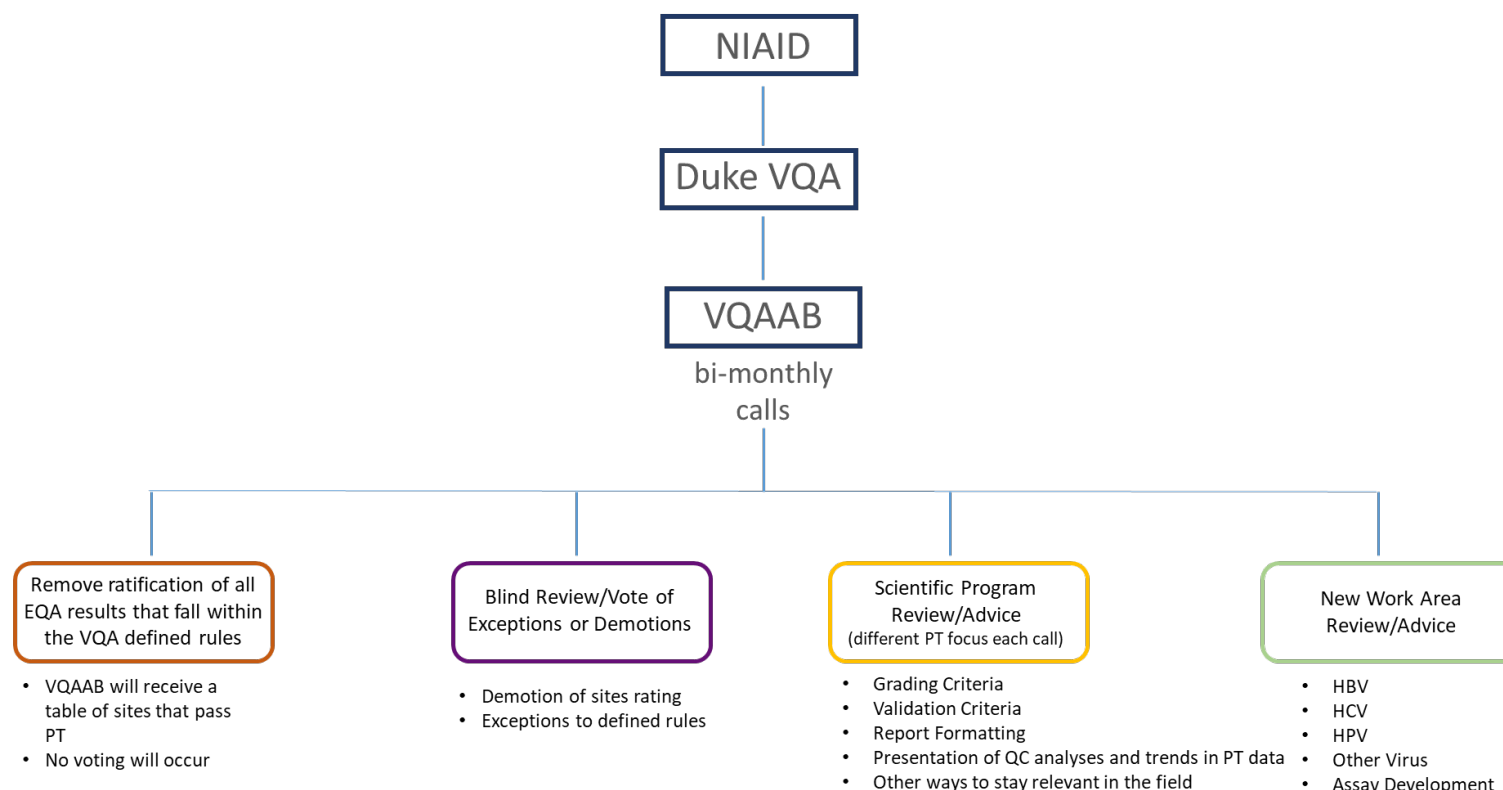 NIAID
Duke VQA
VQAAB
bi-monthly
calls
Remove ratification of all
EQA results that fall within
the VQA defined rules
• VQAAB will receive a
table of sites that pass
PT
• No voting will occur
Blind Review/Vote of
Exceptions or Demotions
• Demotion of sites rating
• Exceptions to defined rules
Scientific Program
Review/Advice
(different PT focus each call)
• Grading Criteria
• Validation Criteria
• Report Formatting
• Presentation of QC analyses and trends in PT data
• Other ways to stay relevant in the field
New Work Area
Review/Advice
• HBV
• HCV
• HPV
• Other Virus
• Assay Development